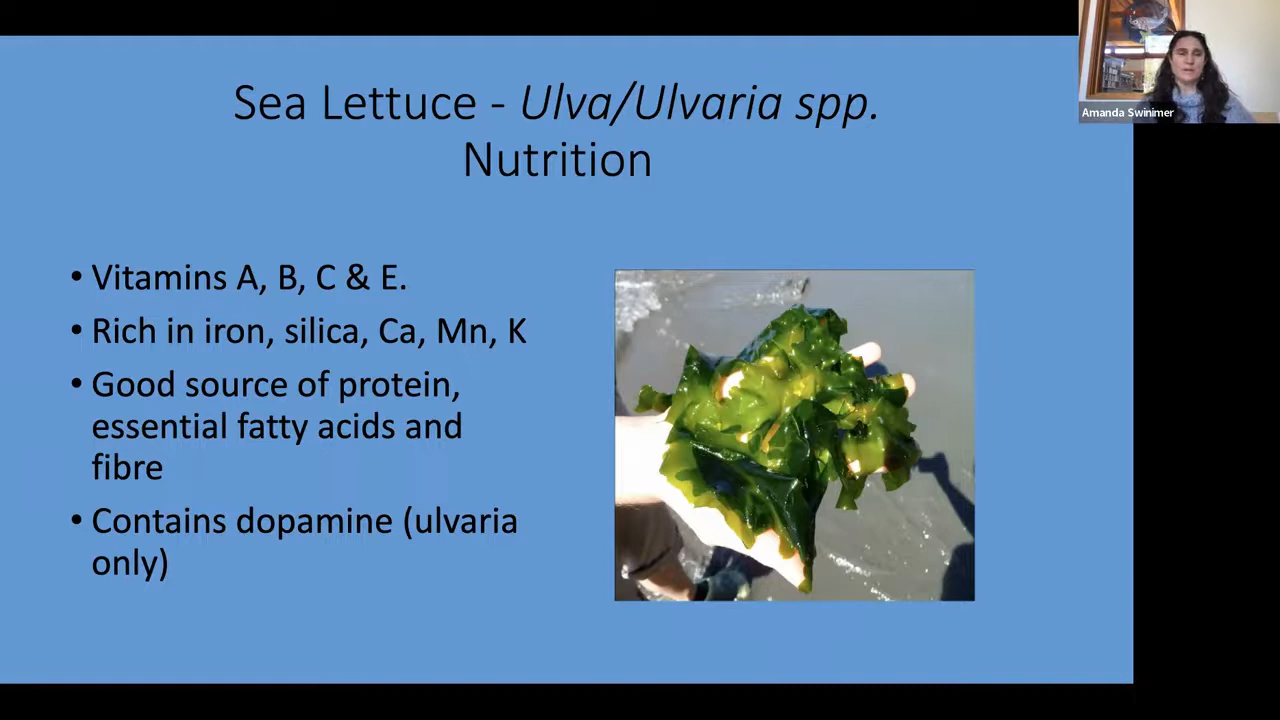 Sea Lettuce - Ulva/Ulvaria spp.
Nutrition
• Vitamins A, B, C & E.
• Rich in iron, silica, Ca, Mn, K
• Good source of protein,
essential fatty acids and
fibre
• Contains dopamine (ulvaria
only)
Amanda Swinimer